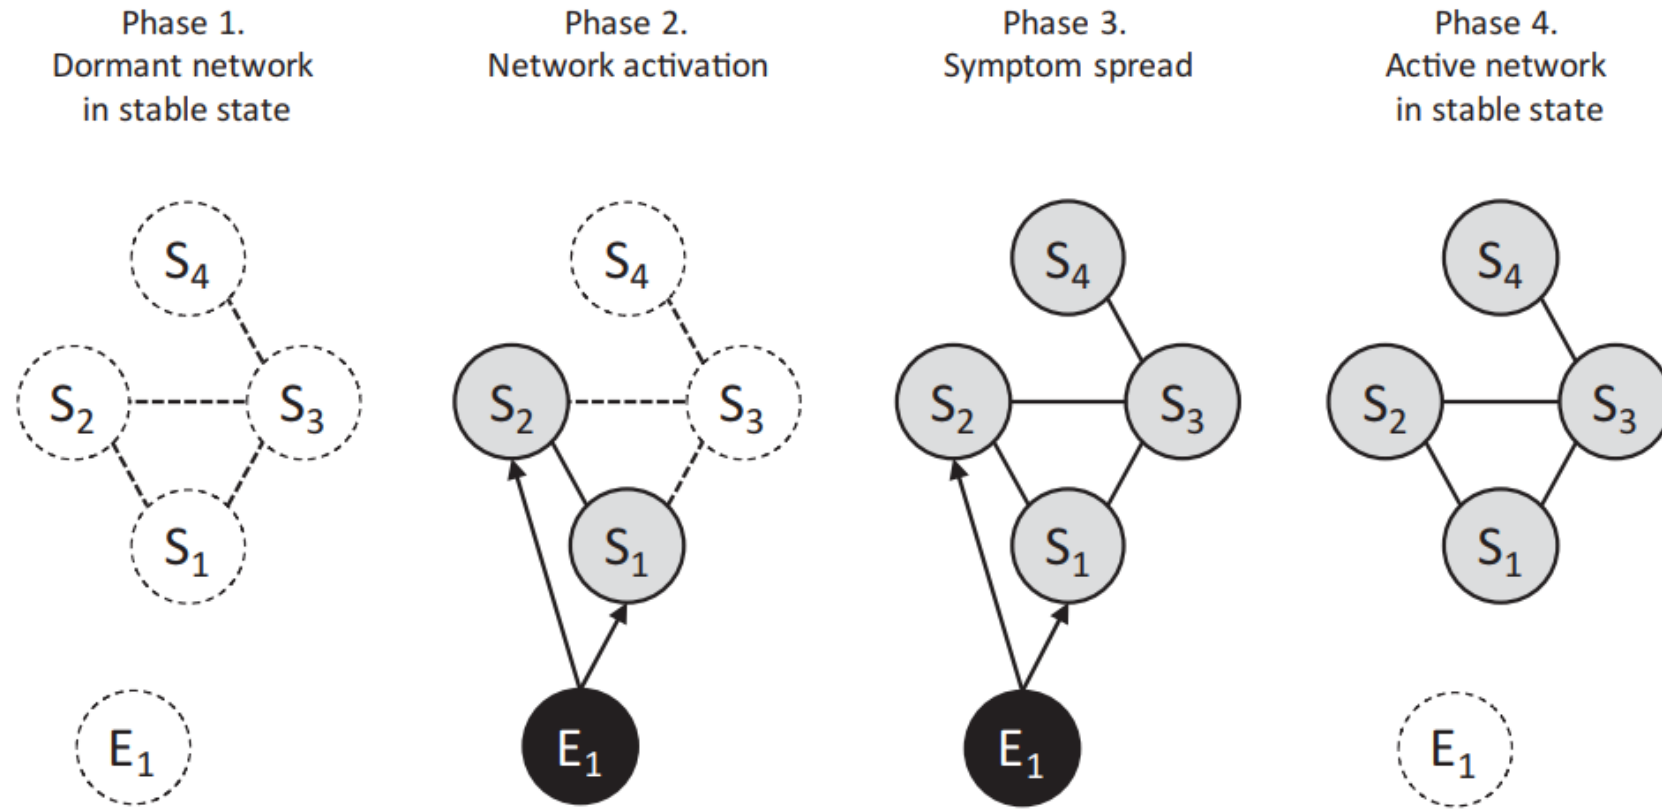 Phase 1.
Dormant network
in stable state
Phase 2.
Network activation
Phase 3.
Symptom spread
Phase 4.
Active network
in stable state
S4
S2
S3
S1
E1
S4
S2
S3
S1
E1
S4
S2
S3
S1
E1
S4
S2
S3
S1
E1